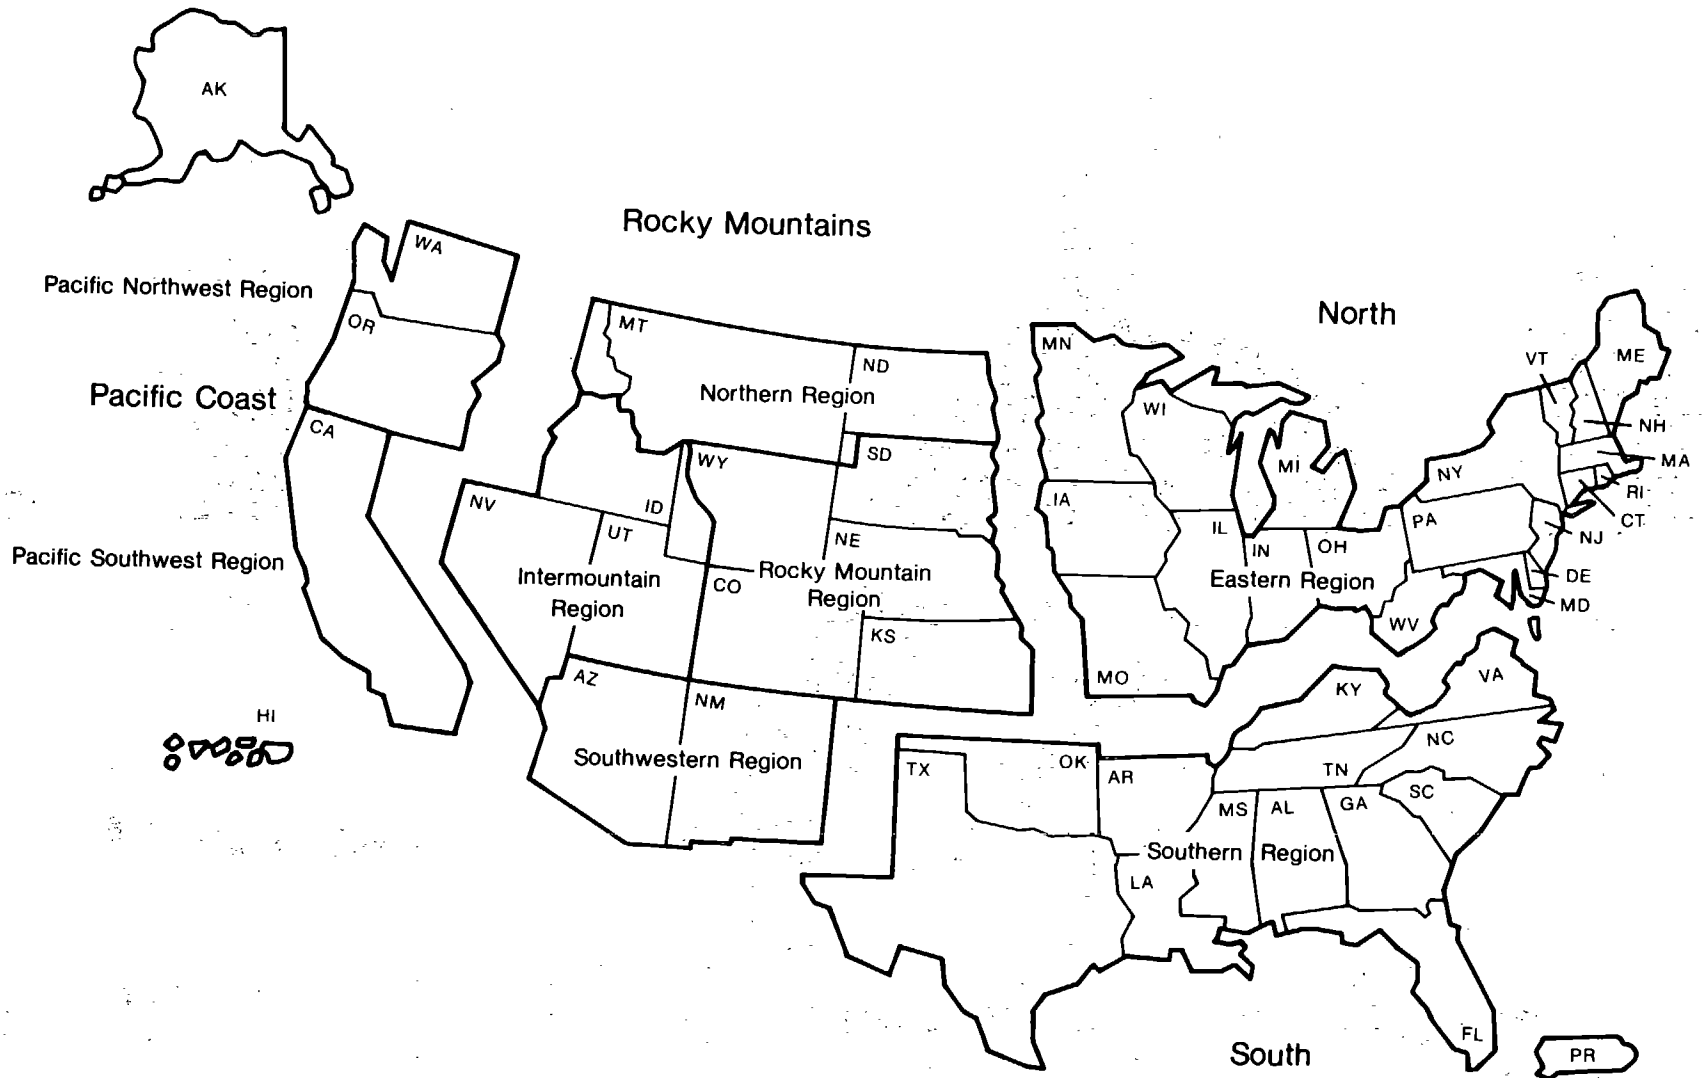 AK
Rocky Mountains
WA
Pacific Northwest Region
OR
Pacific Coast
CA
Pacific Southwest Region
HI
MT
ND
Northern Region
WY
SD
ID
NV
UT
NE
Intermountain
Region
CO
Rocky Mountain
Region
KS
AZ
NM
Southwestern Region
North
MN
WI
MI
VT
ME
NH
MA
NY
RI
CT
IA
IL
IN
OH
PA
NJ
Eastern Region
DE
MD
WV
MO
KY
VA
NC
TN
TX
OK
AR
MS
AL
GA
SC
Southern Region
LA
FL
South
PR